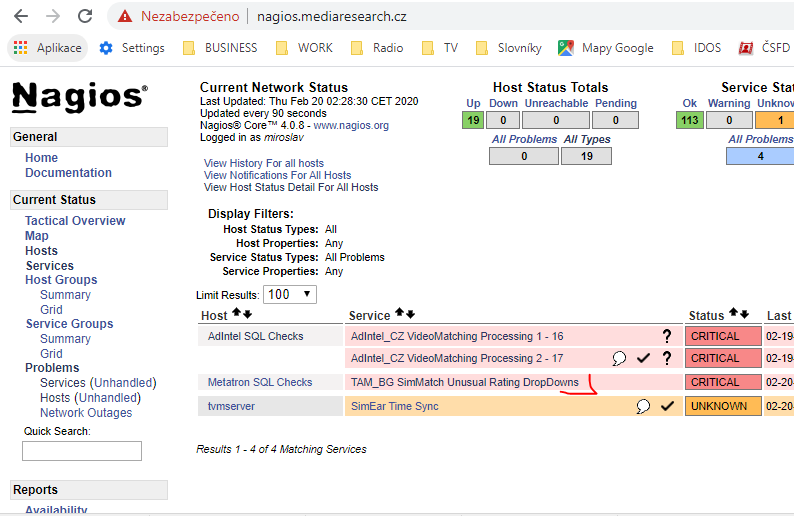 Nezabezpečeno nagios.mediaresearch.cz
Aplikace Settings BUSINESS WORK Radio TV Slovníky Mapy Google IDOS ČSFD
Nagios®
General
Home
Documentation
Current Status
Tactical Overview
Map
Hosts
Services
Host Groups
Summary
Grid
Service Groups
Summary
Grid
Problems
Services (Unhandled)
Hosts (Unhandled)
Network Outages
Quick Search:
Reports
Availability
Current Network Status
Last Updated: Thu Feb 20 02:28:30 CET 2020
Updated every 90 seconds
Nagios® Core™ 4.0.8 - www.nagios.org
Logged in as miroslav
View History For all hosts
View Notifications For All Hosts
View Host Status Detail For All Hosts
Host Status Totals
Up Down Unreachable Pending
19 0 0 0
All Problems All Types
0 19
Service Stat
Ok Warning Unknow
113 0 1
All Problems
4
Display Filters:
Host Status Types: All
Host Properties: Any
Service Status Types: All Problems
Service Properties: Any
Limit Results: 100
Host Service Status Last
AdIntel SQL Checks AdIntel_CZ VideoMatching Processing 1 - 16 ? CRITICAL 02-19
AdIntel_CZ VideoMatching Processing 2 - 17 ? CRITICAL 02-19
Metatron SQL Checks TAM_BG SimMatch Unusual Rating DropDowns CRITICAL 02-20
tvmserver SimEar Time Sync UNKNOWN 02-20
Results 1 - 4 of 4 Matching Services